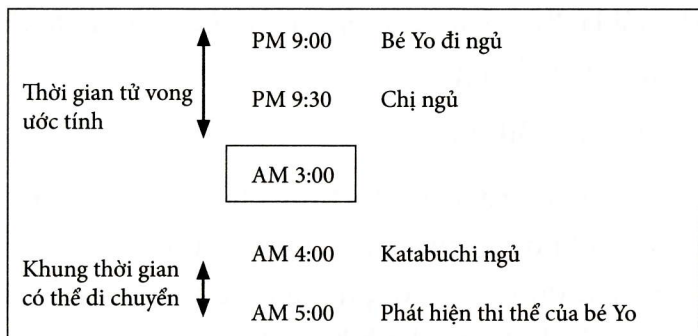 PM 9:00 Bé Yo đi ngủ
Thời gian tử vong
ước tính
PM 9:30 Chị ngủ
AM 3:00
AM 4:00 Katabuchi ngủ
Khung thời gian
có thể di chuyển
AM 5:00 Phát hiện thi thể của bé Yo